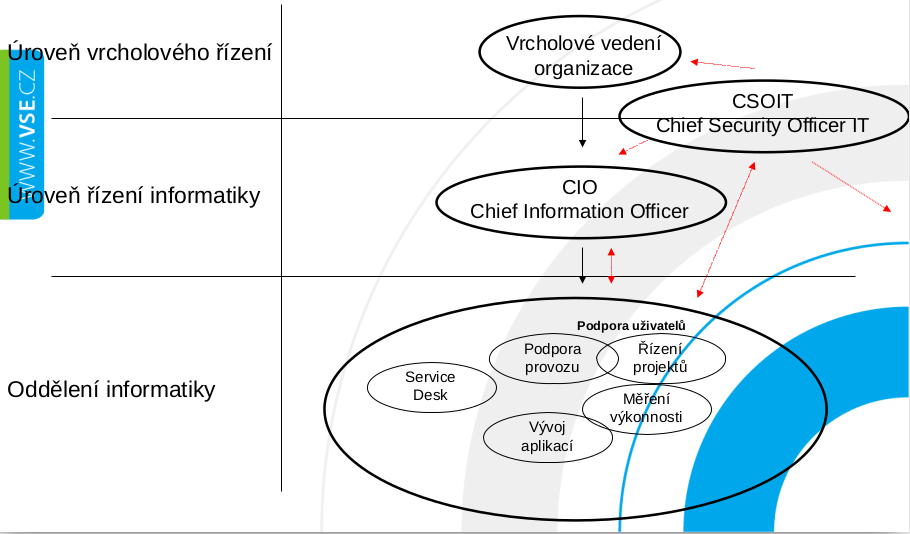 Úroveň vrcholového řízení
Vrcholové vedení
organizace
CSOIT
Chief Security Officer IT
WWW.VSE.CZ
Úroveň řízení informatiky
CIO
Chief Information Officer
Oddělení informatiky
Podpora uživatelů
Podpora
provozu
Řízení
projektů
Service
Desk
Měření
výkonnosti
Vývoj
aplikací